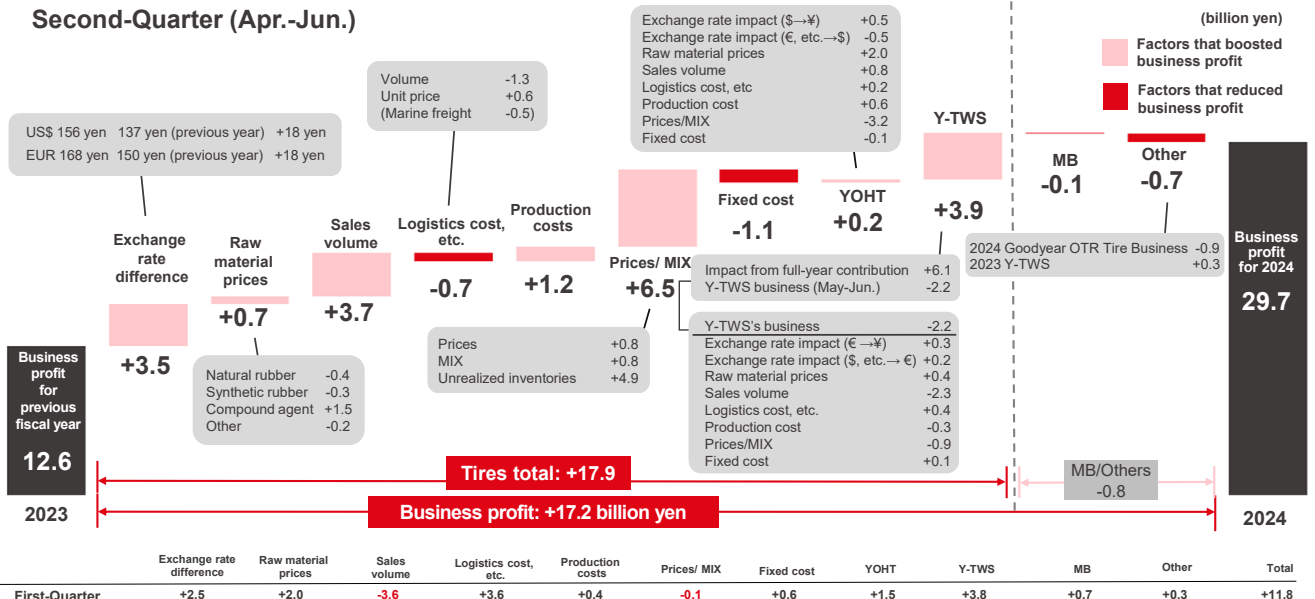 Second-Quarter (Apr.-Jun.)
(billion yen)
Factors that boosted
business profit
Factors that reduced
business profit
US$ 156 yen 137 yen (previous year) +18 yen
EUR 168 yen 150 yen (previous year) +18 yen
Volume -1.3
Unit price +0.6
(Marine freight -0.5)
Exchange rate impact ($→¥) +0.5
Exchange rate impact (€, etc.→$) -0.5
Raw material prices +2.0
Sales volume +0.8
Logistics cost, etc +0.2
Production cost +0.6
Prices/MIX -3.2
Fixed cost -0.1
Business
profit
for
previous
fiscal year
12.6
2023
Exchange
rate
difference
+3.5
Raw
material
prices
+0.7
Natural rubber -0.4
Synthetic rubber -0.3
Compound agent +1.5
Other -0.2
Sales
volume
+3.7
Logistics cost,
etc.
-0.7
Production
costs
+1.2
Prices/ MIX
+6.5
Prices +0.8
MIX +0.8
Unrealized inventories +4.9
Fixed cost
-1.1
YOHT
+0.2
Y-TWS
+3.9
Impact from full-year contribution +6.1
Y-TWS business (May-Jun.) -2.2
Y-TWS's business -2.2
Exchange rate impact (€ →¥) +0.3
Exchange rate impact ($, etc.→ €) +0.2
Raw material prices +0.4
Sales volume -2.3
Logistics cost, etc. +0.4
Production cost -0.3
Prices/MIX -0.9
Fixed cost +0.1
MB
-0.1
Other
-0.7
2024 Goodyear OTR Tire Business -0.9
2023 Y-TWS +0.3
Business
profit
for 2024
29.7
2024
Tires total: +17.9
MB/Others
-0.8
Business profit: +17.2 billion yen
Exchange rate difference Raw material prices Sales volume Logistics cost, etc. Production costs Prices/ MIX Fixed cost YOHT Y-TWS MB Other Total
First-Quarter +2.5 +2.0 -3.6 +3.6 +0.4 -0.1 +0.6 +1.5 +3.8 +0.7 +0.3 +11.8